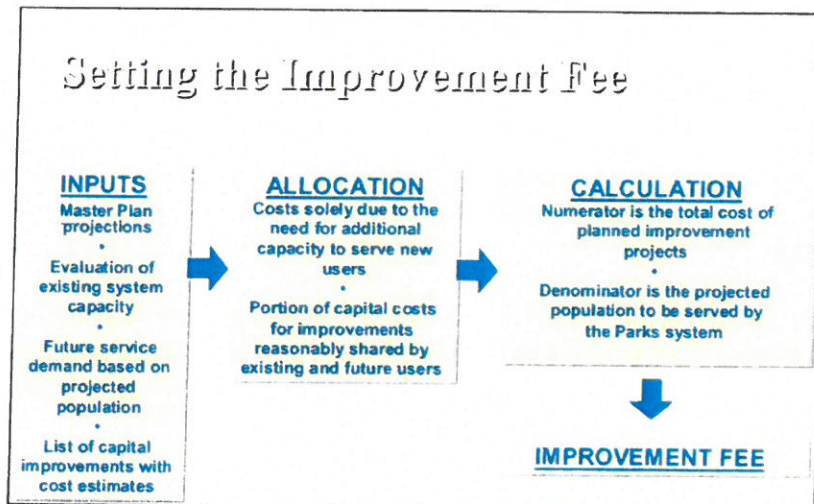 Setting the Improvement Fee
INPUTS
Master Plan
projections
•
Evaluation of
existing system
capacity
•
Future service
demand based on
projected
population
•
List of capital
improvements with
cost estimates
ALLOCATION
Costs solely due to the
need for additional
capacity to serve new
users
•
Portion of capital costs
for improvements
reasonably shared by
existing and future users
CALCULATION
Numerator is the total cost of
planned improvement
projects
•
Denominator is the projected
population to be served by
the Parks system
IMPROVEMENT FEE